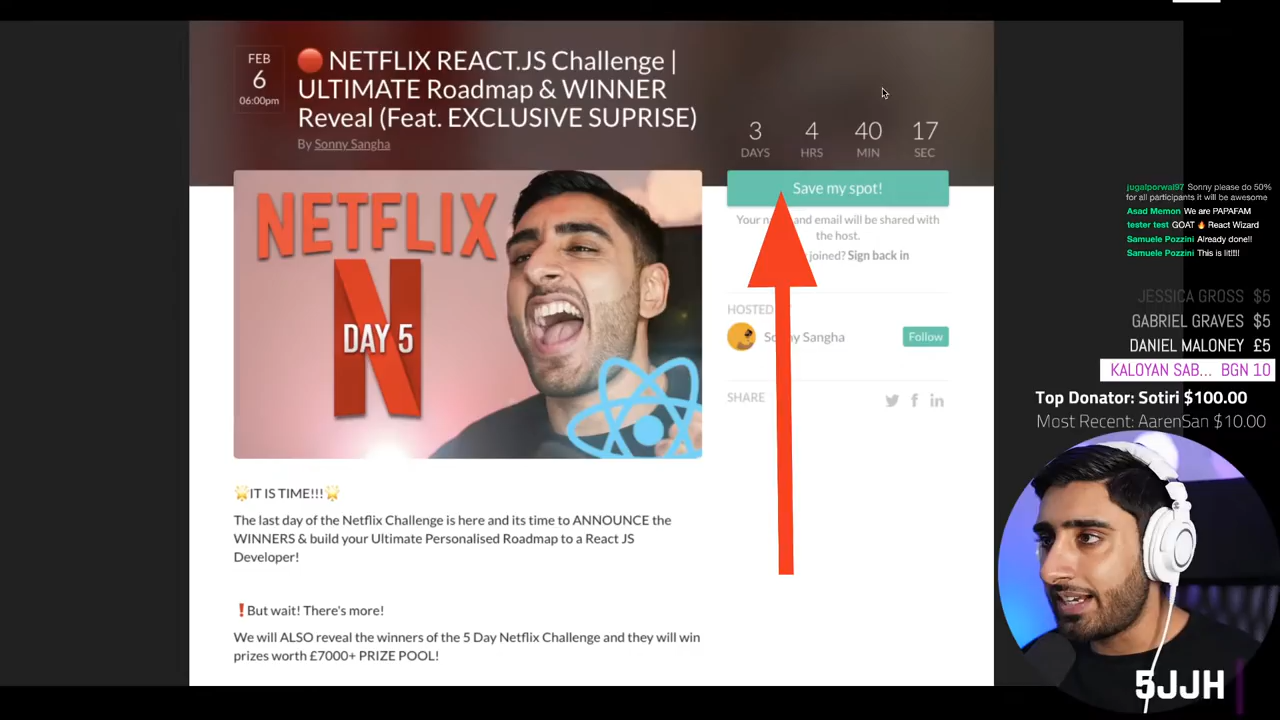 FEB
6
06:00pm
NETFLIX REACT.JS Challenge |
ULTIMATE Roadmap & WINNER
Reveal (Feat. EXCLUSIVE SUPRISE)
By Sonny Sangha
3 4 40 17
DAYS HRS MIN SEC
Save my spot!
Your and email will be shared with
the host.
joined? Sign back in
HOSTED
Sonny Sangha
Follow
SHARE
NETFLIX
DAY 5
🌟IT IS TIME!!!🌟
The last day of the Netflix Challenge is here and its time to ANNOUNCE the
WINNERS & build your Ultimate Personalised Roadmap to a React JS
Developer!
❗But wait! There's more!
We will ALSO reveal the winners of the 5 Day Netflix Challenge and they will win
prizes worth £7000+ PRIZE POOL!
jugalporwal97 Sonny please do 50%
for all participants it will be awesome
Asad Memon We are PAPAFAM
tester test GOAT 🔥 React Wizard
Samuele Pozzini Already done!!
Samuele Pozzini This is lit!!!!
JESSICA GROSS $5
GABRIEL GRAVES $5
DANIEL MALONEY £5
KALOYAN SAB... BGN 10
Top Donator: Sotiri $100.00
Most Recent: AarenSan $10.00
5JJH